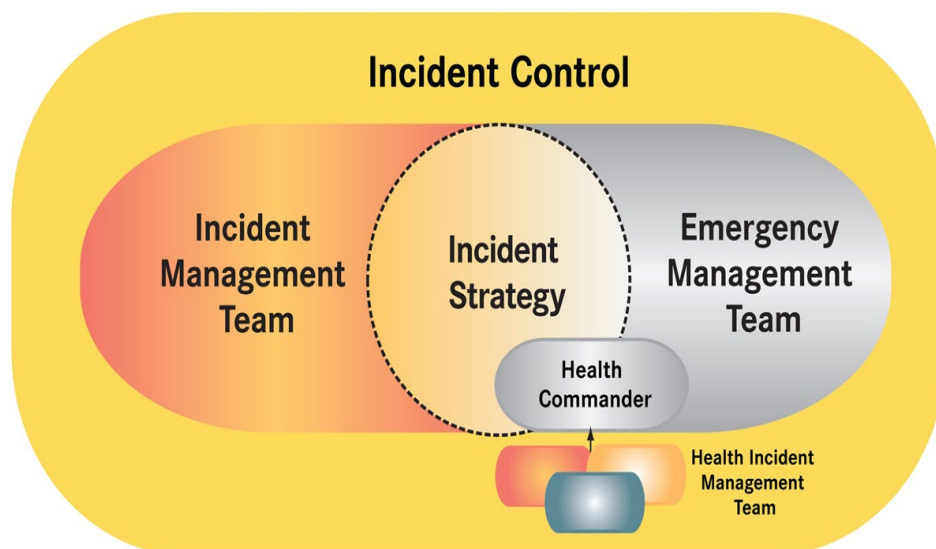 Incident Control
Incident
Management
Team
Incident
Strategy
Emergency
Management
Team
Health
Commander
Health Incident
Management
Team